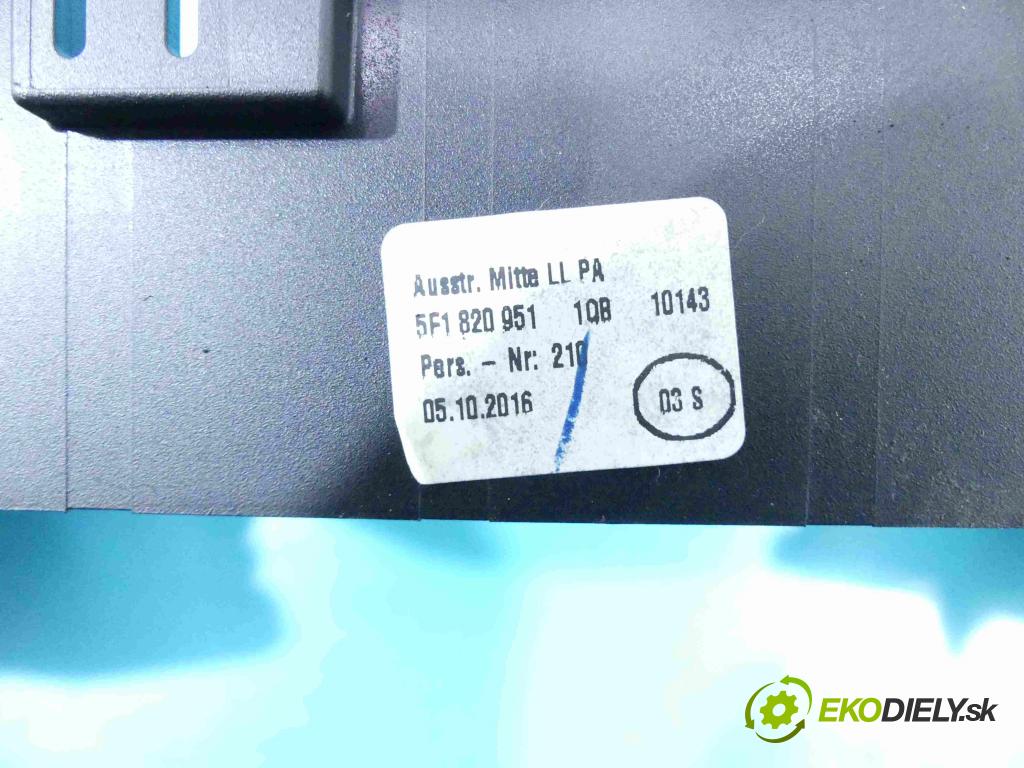 Ausstr. Mitte LL PA
5F1 820 951 1QB 10143
Pers. - Nr: 210
05.10.2016 03 S
EKODIELY.sk